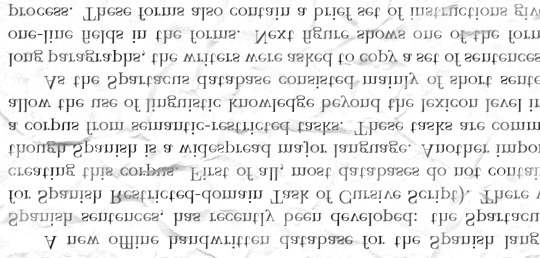 A new offline handwritten database for the Spanish lang
Spanish sentences, has recently been developed: the Spartacu
for Spanish Restricted-domain Task of Cursive Script). There w
creating this corpus. First of all, most databases do not contai
though Spanish is a widespread major language. Another impor
a corpus from semantic-restricted tasks. These tasks are comm
allow the use of linguistic knowledge beyond the lexicon level in
As the Spartacus database consisted mainly of short sente
long paragraphs, the writers were asked to copy a set of sentences
one-line fields in the forms. Next figure shows one of the form
process. These forms also contain a brief set of instructions giv